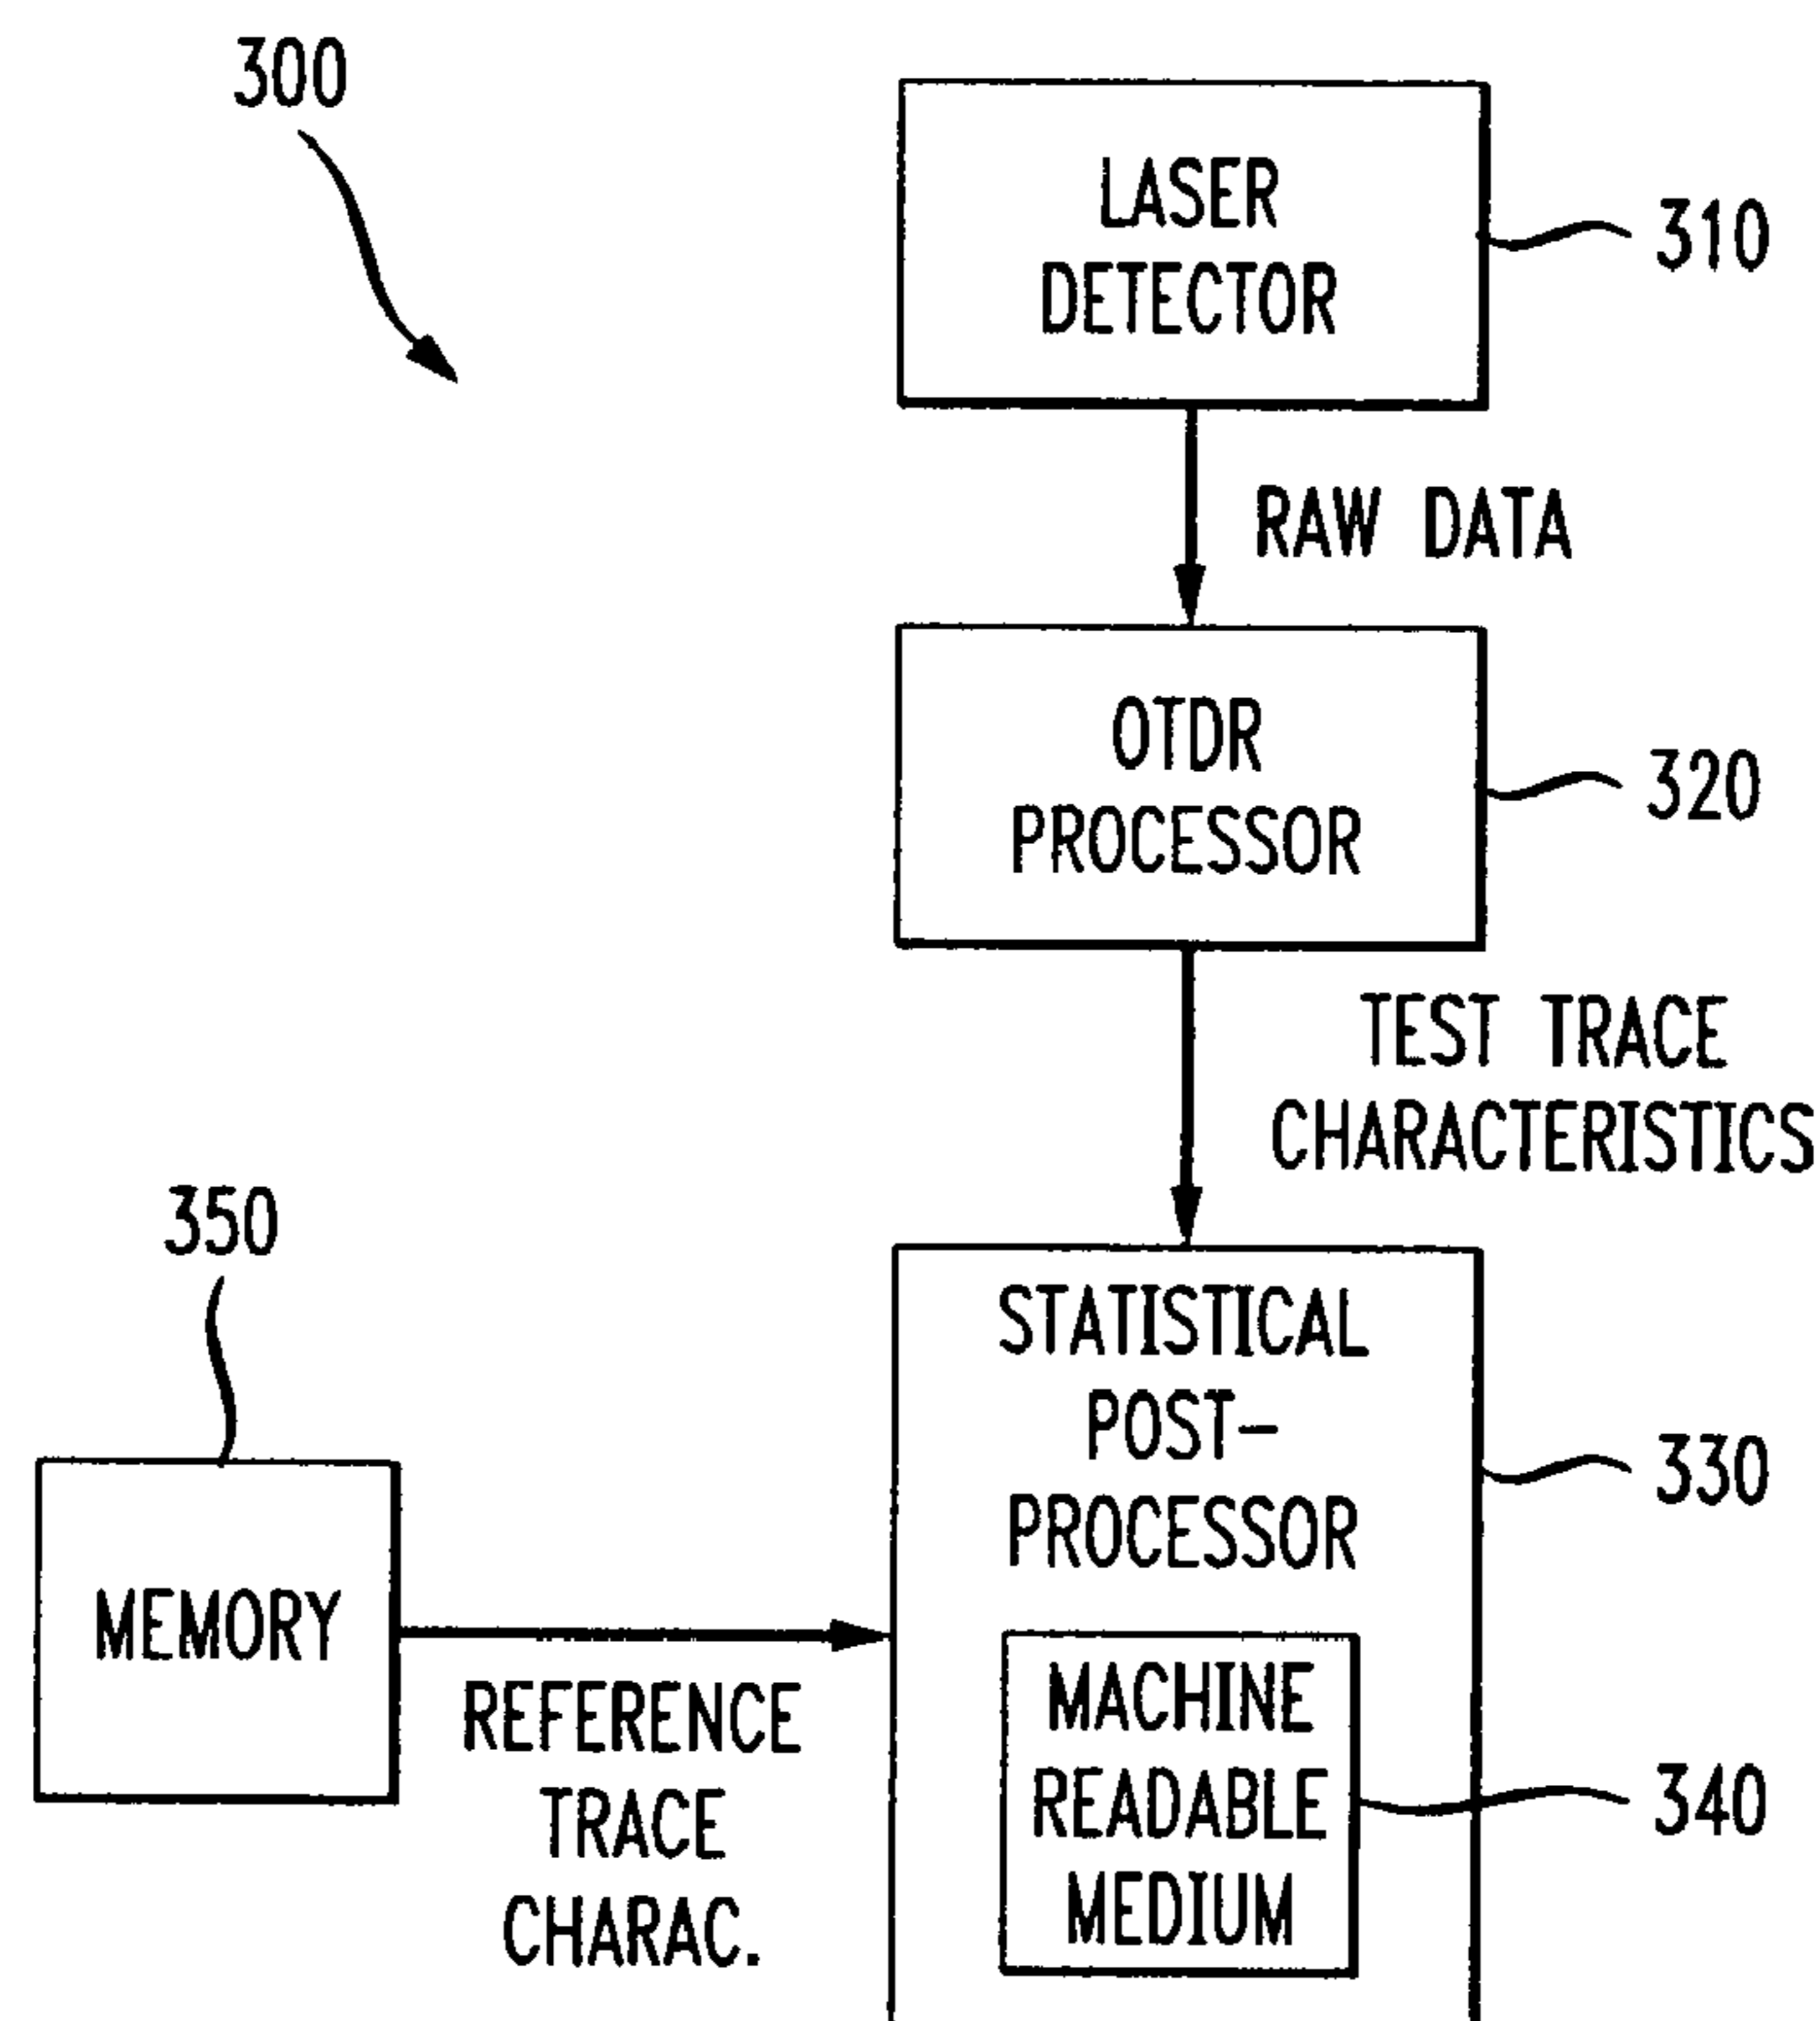 300
LASER
DETECTOR
310
RAW DATA
OTDR
PROCESSOR
320
TEST TRACE
CHARACTERISTICS
350
STATISTICAL
POST-
PROCESSOR
330
MEMORY
REFERENCE
TRACE
CHARAC.
MACHINE
READABLE
MEDIUM
340